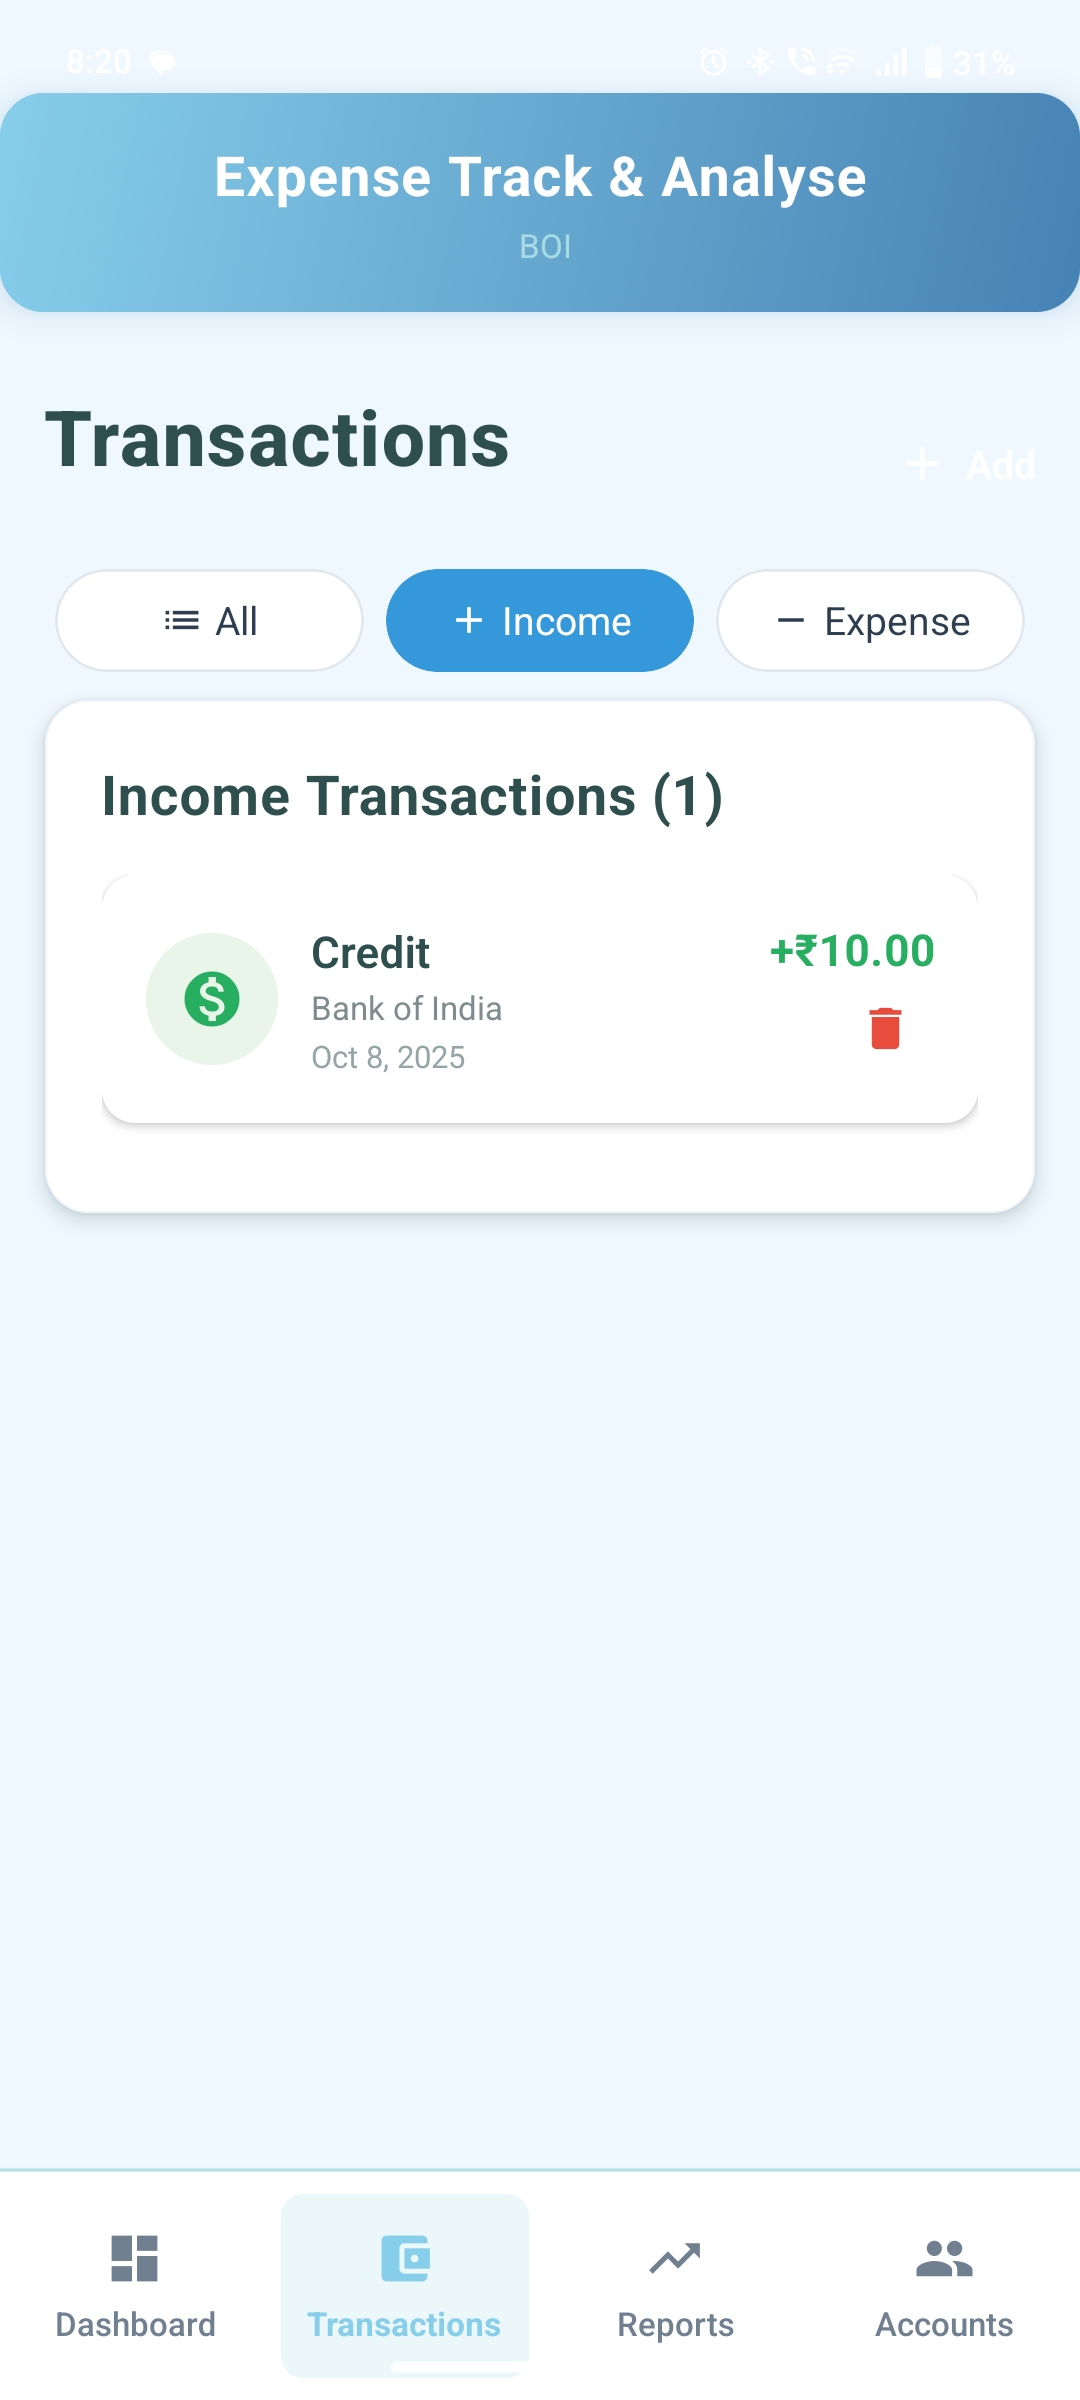 8:20 31%
Expense Track & Analyse
BOI
Transactions
+ Add
All + Income − Expense
Income Transactions (1)
Credit +₹10.00
Bank of India
Oct 8, 2025
Dashboard Transactions Reports Accounts